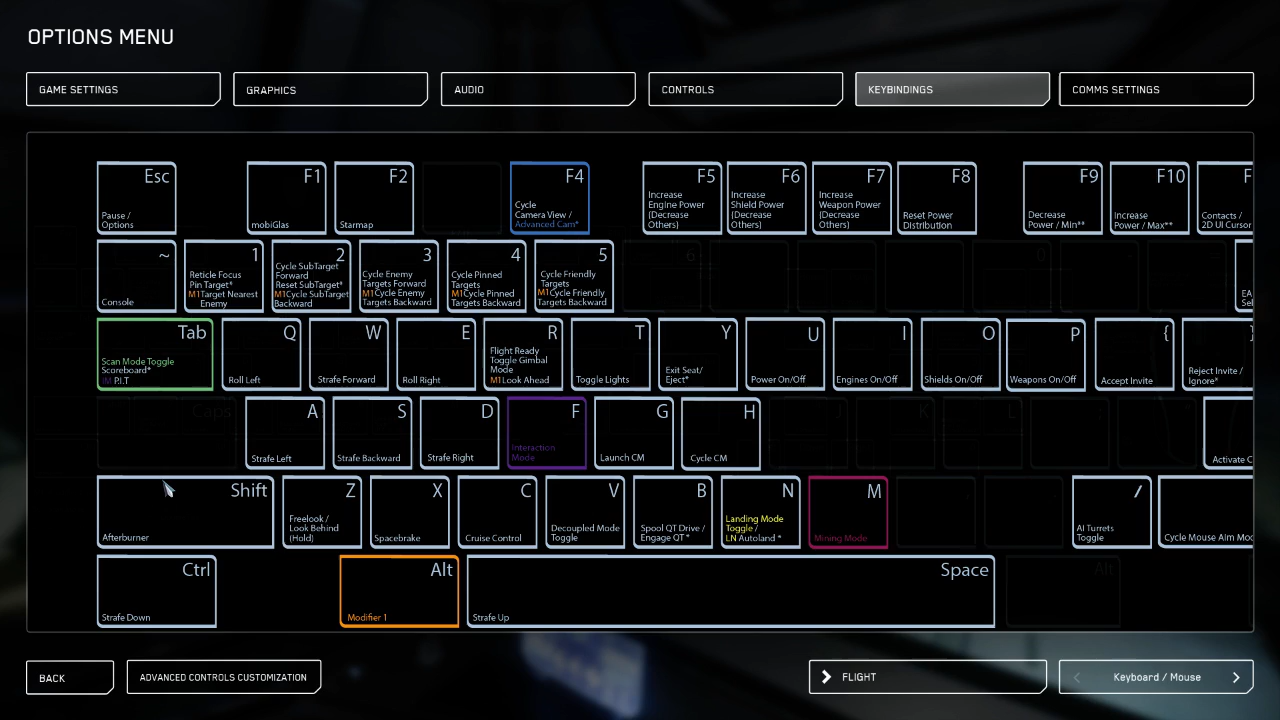 OPTIONS MENU
GAME SETTINGS
GRAPHICS
AUDIO
CONTROLS
KEYBINDINGS
COMMS SETTINGS
Esc
Pause /
Options
F1
mobiGlas
F2
Starmap
F4
Cycle
Camera View /
Advanced Cam*
F5
Increase
Engine Power
(Decrease
Others)
F6
Increase
Shield Power
(Decrease
Others)
F7
Increase
Weapon Power
(Decrease
Others)
F8
Reset Power
Distribution
F9
Decrease
Power / Min**
F10
Increase
Power / Max**
F
Contacts /
2D UI Cursor
~
Console
1
Reticle Focus
Pin Target*
M1Target Nearest
Enemy
2
Cycle SubTarget
Forward
Reset SubTarget*
M1Cycle SubTarget
Backward
3
Cycle Enemy
Targets Forward
M1Cycle Enemy
Targets Backward
4
Cycle Pinned
Targets
M1Cycle Pinned
Targets Backward
5
Cycle Friendly
Targets
M1Cycle Friendly
Targets Backward
6
0
-
EA
Sel
Tab
Scan Mode Toggle
Scoreboard*
IM P.I.T
Q
Roll Left
W
Strafe Forward
E
Roll Right
R
Flight Ready
Toggle Gimbal
Mode
M1Look Ahead
T
Toggle Lights
Y
Exit Seat/
Eject*
U
Power On/Off
I
Engines On/Off
O
Shields On/Off
P
Weapons On/Off
{
Accept Invite
}
Reject Invite /
Ignore*
Caps
A
Strafe Left
S
Strafe Backward
D
Strafe Right
F
Interaction
Mode
G
Launch CM
H
Cycle CM
J
K
L
:
Activate C
Shift
Afterburner
Z
Freelook /
Look Behind
(Hold)
X
Spacebrake
C
Cruise Control
V
Decoupled Mode
Toggle
B
Spool QT Drive /
Engage QT *
N
Landing Mode
Toggle /
LN Autoland *
M
Mining Mode
/
AI Turrets
Toggle
Cycle Mouse Aim Mod
Ctrl
Strafe Down
Alt
Modifier 1
Space
Strafe Up
Alt
BACK
ADVANCED CONTROLS CUSTOMIZATION
FLIGHT
Keyboard / Mouse